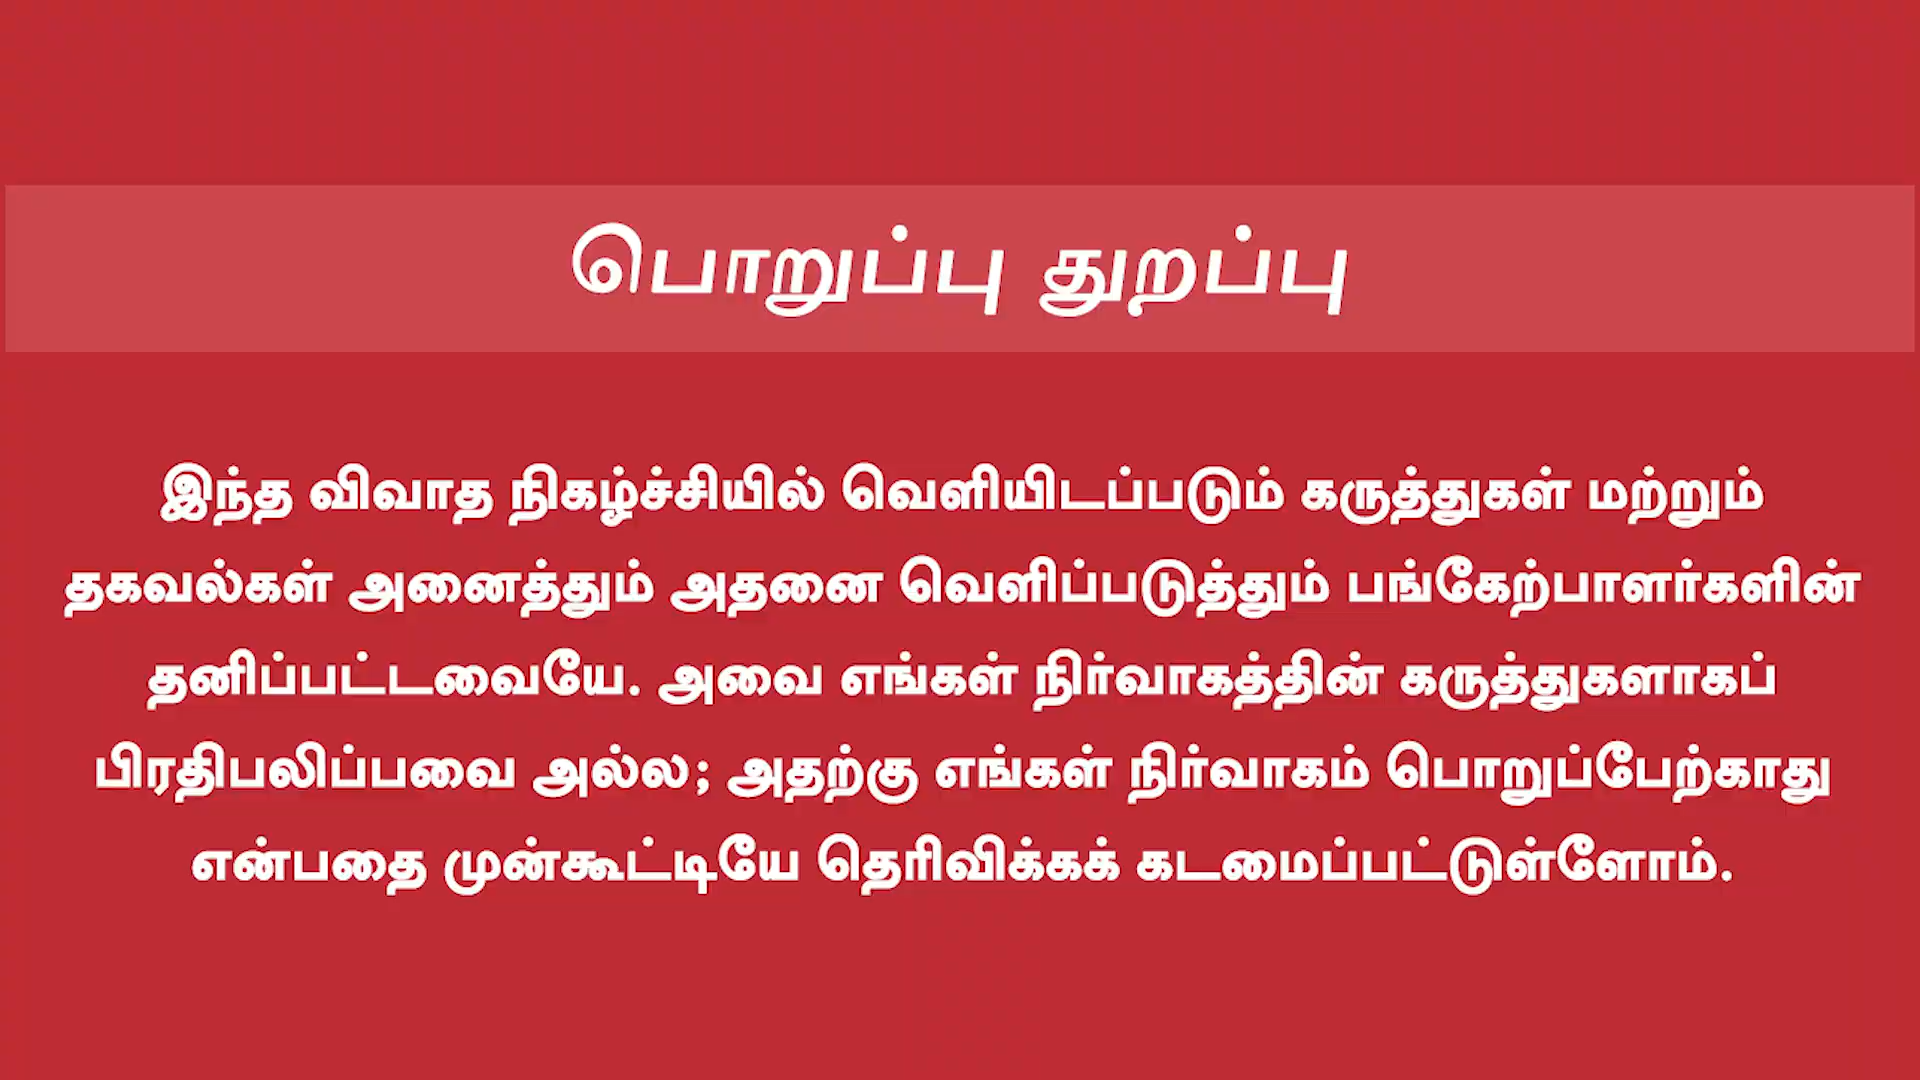 பொறுப்பு துறப்பு
இந்த விவாத நிகழ்ச்சியில் வெளியிடப்படும் கருத்துகள் மற்றும்
தகவல்கள் அனைத்தும் அதனை வெளிப்படுத்தும் பங்கேற்பாளர்களின்
தனிப்பட்டவையே. அவை எங்கள் நிர்வாகத்தின் கருத்துகளாகப்
பிரதிபலிப்பவை அல்ல; அதற்கு எங்கள் நிர்வாகம் பொறுப்பேற்காது
என்பதை முன்கூட்டியே தெரிவிக்கக் கடமைப்பட்டுள்ளோம்.